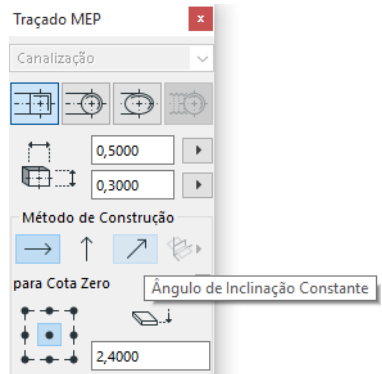 Traçado MEP
x
Canalização
0,5000
0,3000
Método de Construção
para Cota Zero
Ângulo de Inclinação Constante
2,4000